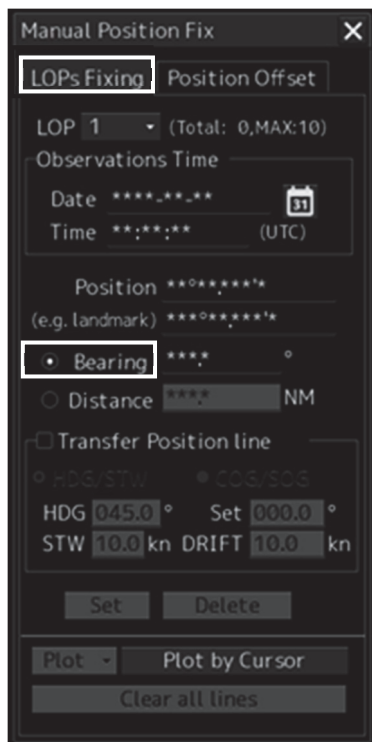 Manual Position Fix
LOPs Fixing Position Offset
LOP 1 (Total: 0,MAX:10)
Observations Time
Date ****-**-** 31
Time **:**:** (UTC)
Position **°**.***'*
(e.g. landmark) ***°**.***'*
Bearing ***.* °
Distance ***.* NM
Transfer Position line
HDG/STW COG/SOG
HDG 045.0 ° Set 000.0 °
STW 10.0 kn DRIFT 10.0 kn
Set Delete
Plot Plot by Cursor
Clear all lines